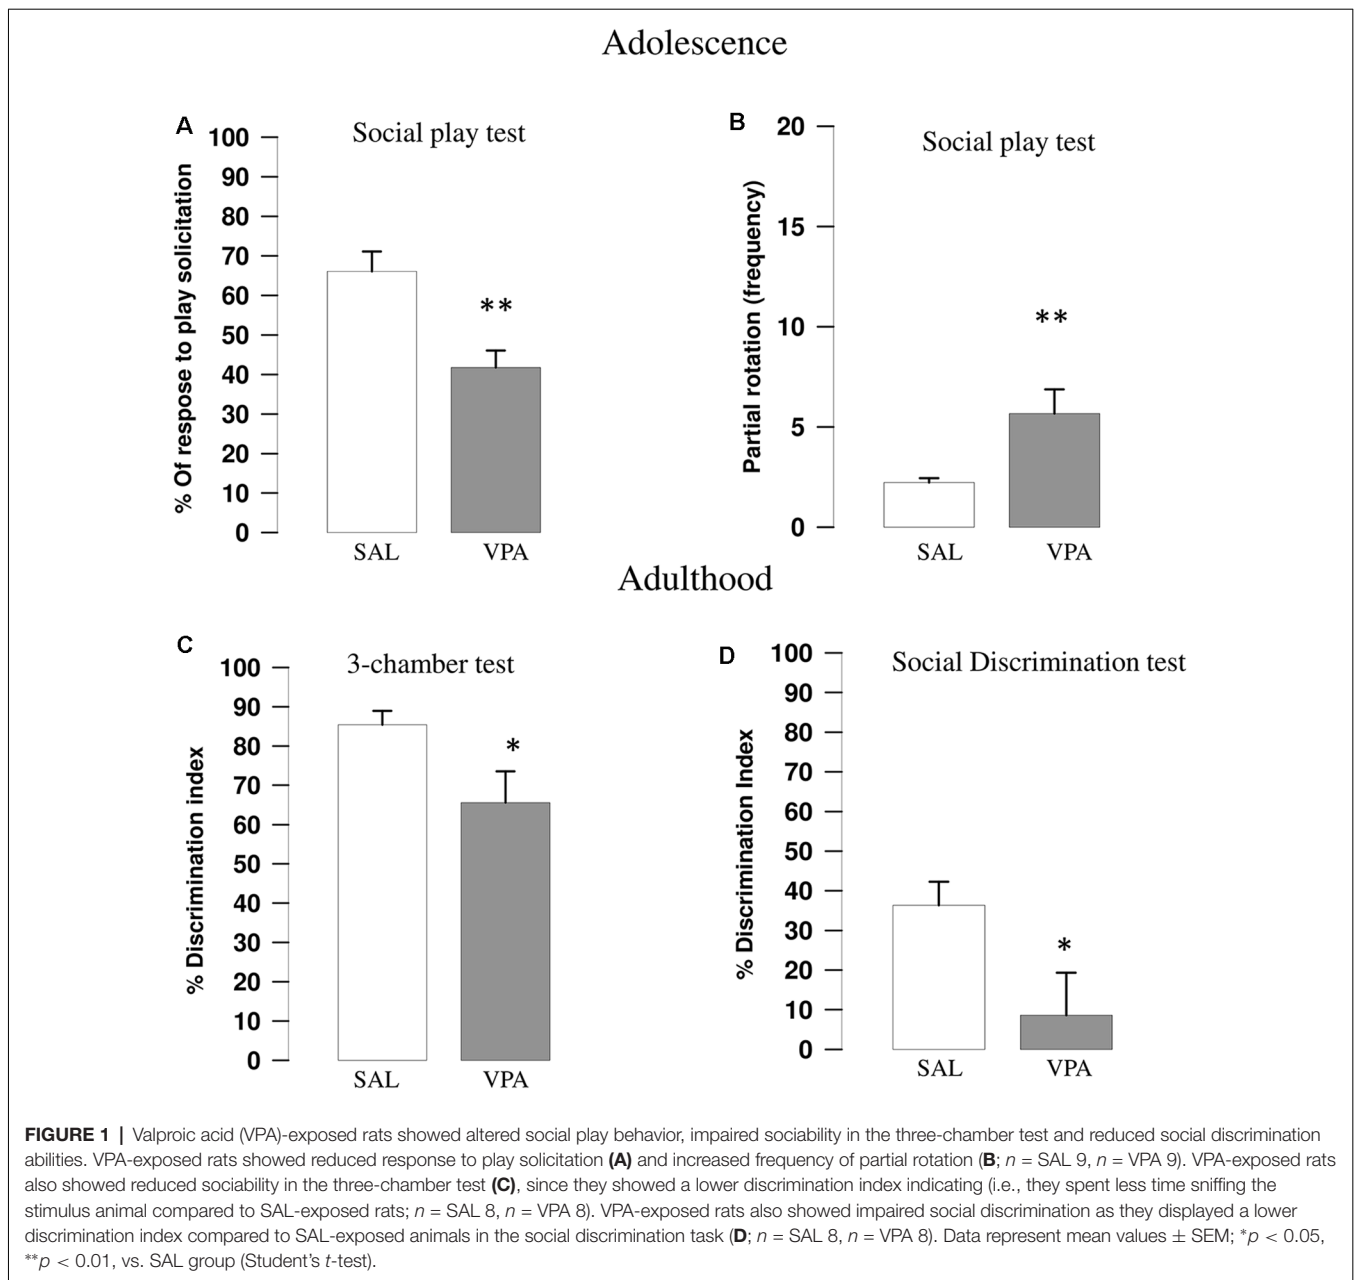 Adolescence
A
Social play test
% Of respose to play solicitation
100
90
80
70
60
50
40
30
20
10
0
**
SAL VPA
B
Social play test
Partial rotation (frequency)
20
15
10
5
0
**
SAL VPA
Adulthood
C
3-chamber test
% Discrimination index
100
90
80
70
60
50
40
30
20
10
0
*
SAL VPA
D
Social Discrimination test
% Discrimination Index
100
90
80
70
60
50
40
30
20
10
0
*
SAL VPA
FIGURE 1 | Valproic acid (VPA)-exposed rats showed altered social play behavior, impaired sociability in the three-chamber test and reduced social discrimination
abilities. VPA-exposed rats showed reduced response to play solicitation (A) and increased frequency of partial rotation (B; n = SAL 9, n = VPA 9). VPA-exposed rats
also showed reduced sociability in the three-chamber test (C), since they showed a lower discrimination index indicating (i.e., they spent less time sniffing the
stimulus animal compared to SAL-exposed rats; n = SAL 8, n = VPA 8). VPA-exposed rats also showed impaired social discrimination as they displayed a lower
discrimination index compared to SAL-exposed animals in the social discrimination task (D; n = SAL 8, n = VPA 8). Data represent mean values ± SEM; *p < 0.05,
**p < 0.01, vs. SAL group (Student's t-test).